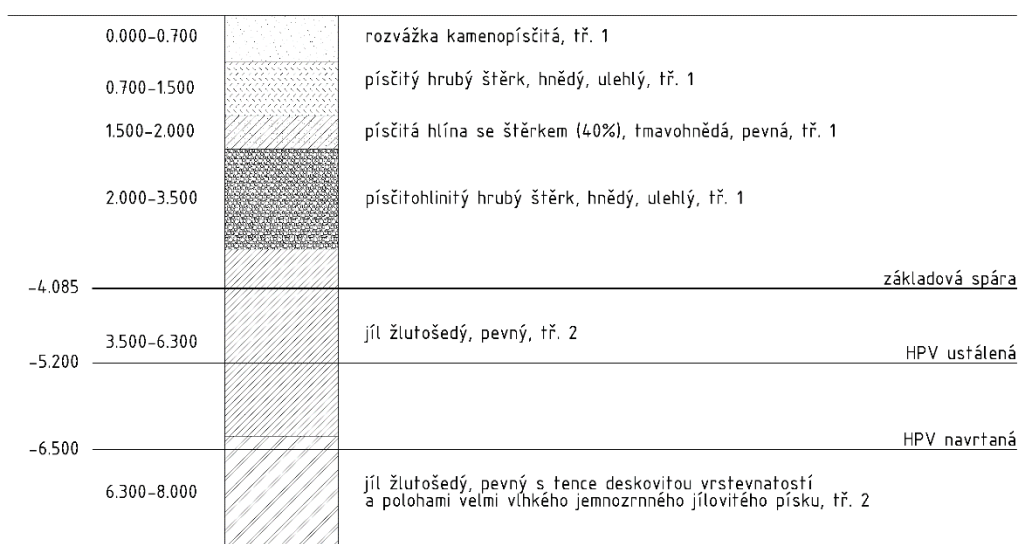 0.000-0.700 rozvážka kamenopísčitá, tř. 1
0.700-1.500 písčitý hrubý štěrk, hnědý, ulehlý, tř. 1
1.500-2.000 písčitá hlína se štěrkem (40%), tmavohnědá, pevná, tř. 1
2.000-3.500 písčitohlinitý hrubý štěrk, hnědý, ulehlý, tř. 1
-4.085 základová spára
3.500-6.300 jíl žlutošedý, pevný, tř. 2
-5.200 HPV ustálená
-6.500 HPV navrtaná
6.300-8.000 jíl žlutošedý, pevný s tence deskovitou vrstevnatostí
a polohami velmi vlhkého jemnozrnného jílovitého písku, tř. 2